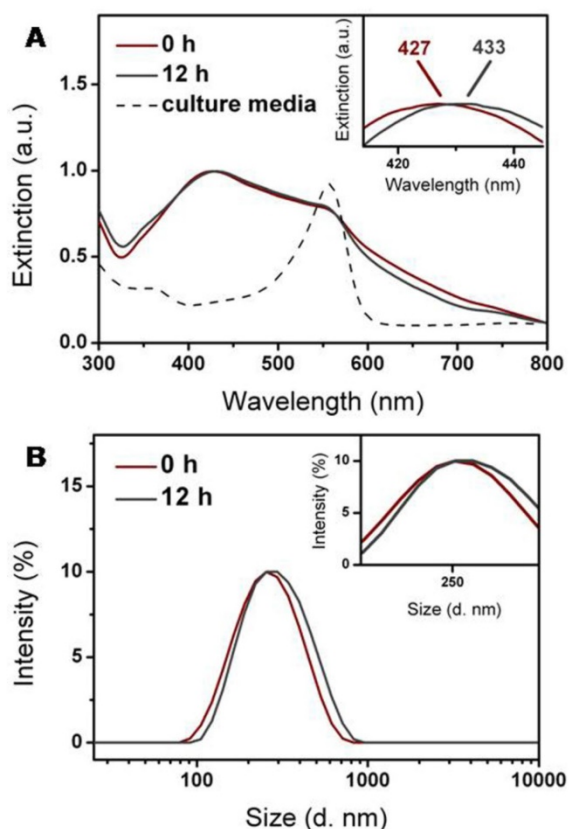 A
0 h
12 h
culture media
Extinction (a.u.)
1.5
1.0
0.5
0.0
300 400 500 600 700 800
Wavelength (nm)
427 433
Extinction (a.u.)
420 440
Wavelength (nm)
B
0 h
12 h
Intensity (%)
15
10
5
0
100 1000 10000
Size (d. nm)
Intensity (%)
10
5
0
250
Size (d. nm)